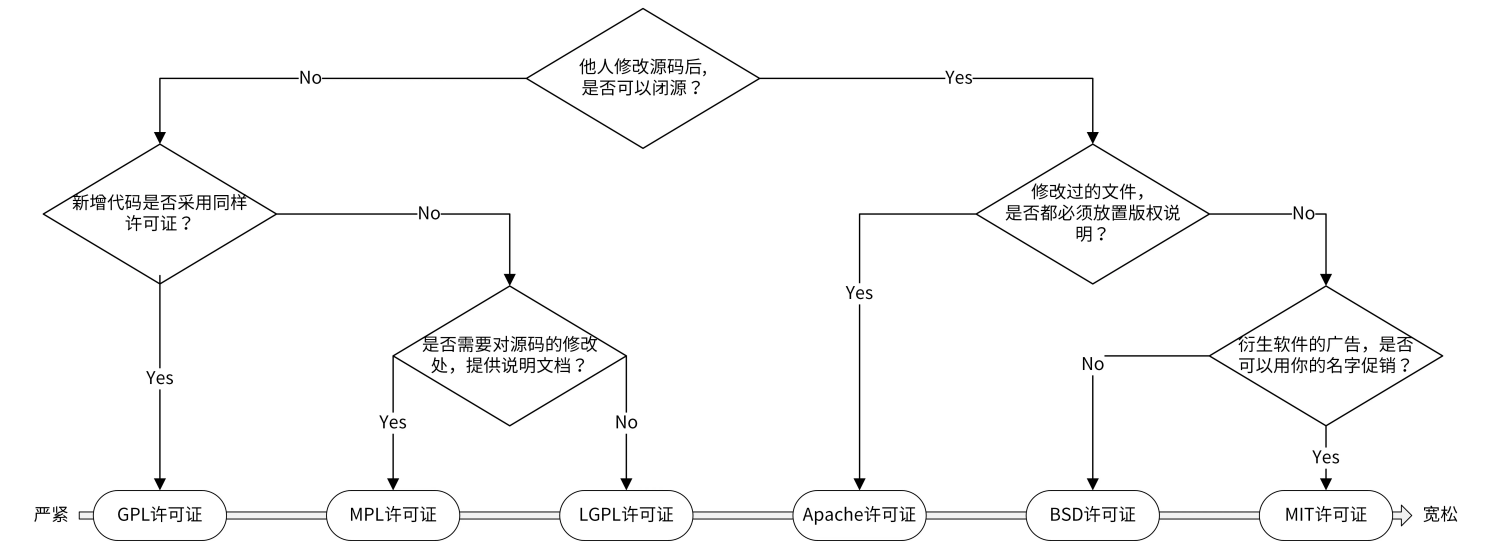 他人修改源码后，
是否可以闭源？
No
Yes
新增代码是否采用同样
许可证？
No
修改过的文件，
是否都必须放置版权说
明？
No
Yes
是否需要对源码的修改
处，提供说明文档？
衍生软件的广告，是否
可以用你的名字促销？
No
Yes
Yes
No
Yes
严紧
GPL许可证
MPL许可证
LGPL许可证
Apache许可证
BSD许可证
MIT许可证
宽松